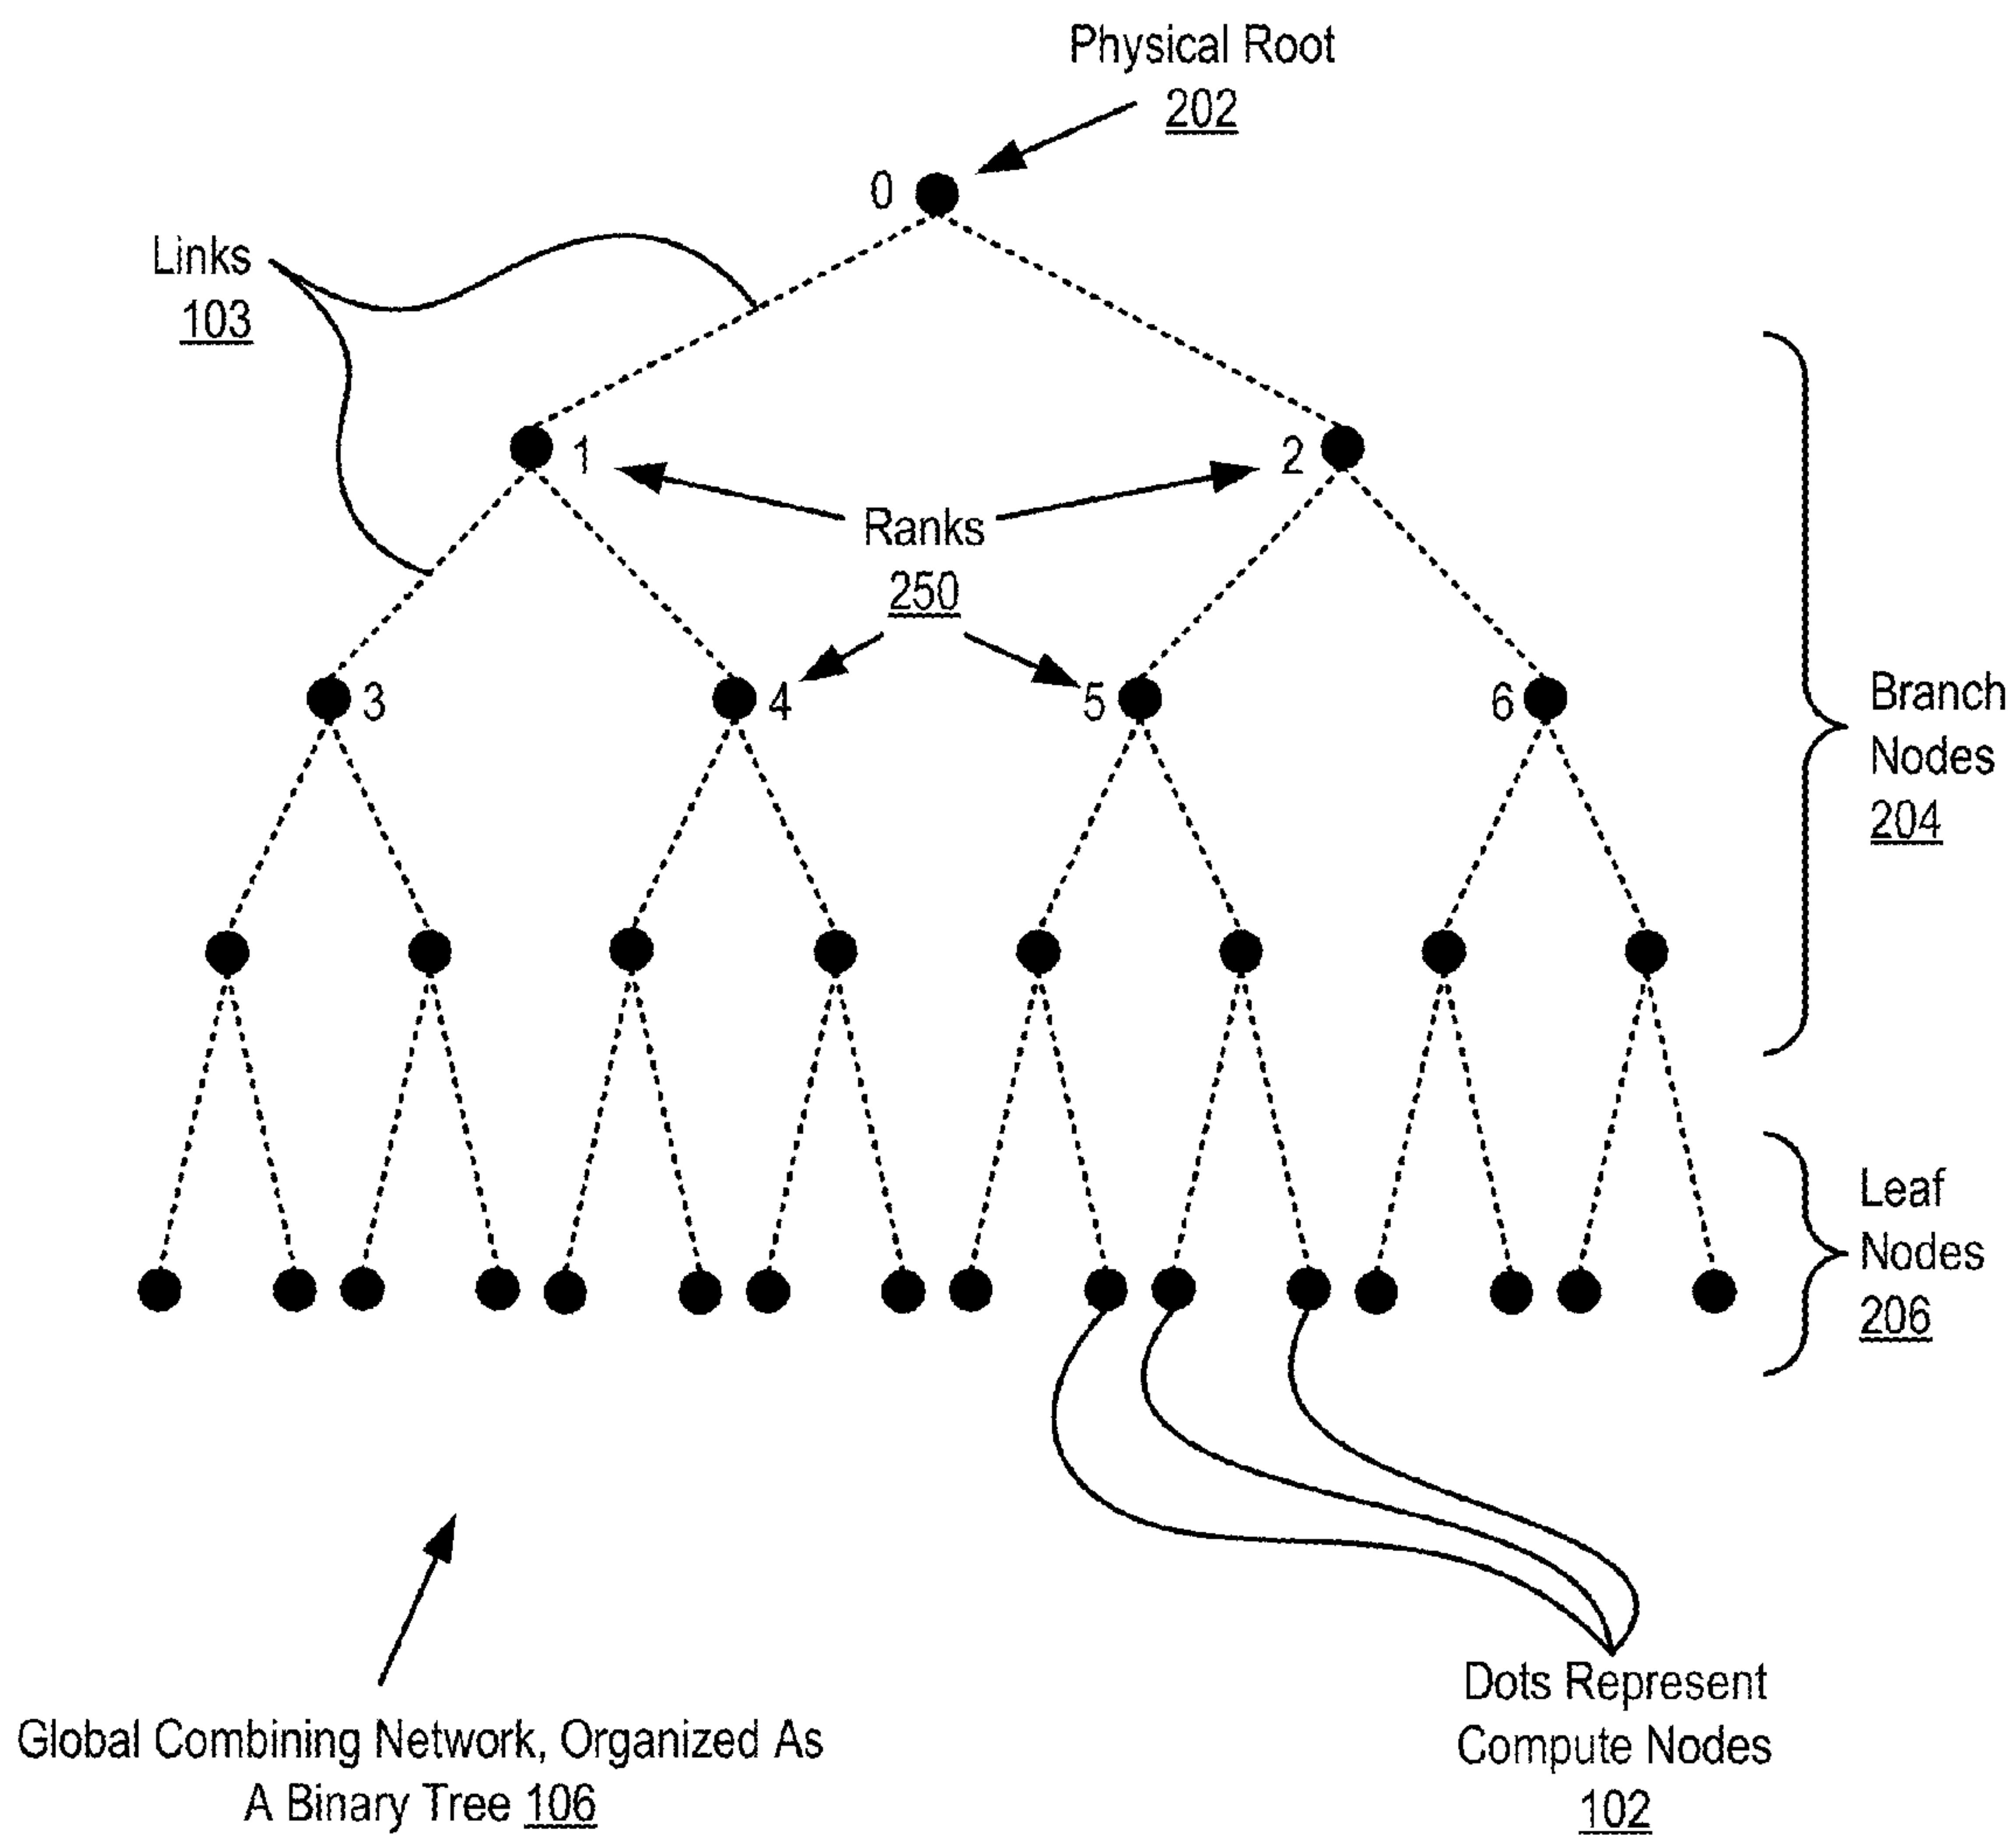 Physical Root
202
0
Links
103
1
2
Ranks
250
3
4
5
6
Branch
Nodes
204
Leaf
Nodes
206
Global Combining Network, Organized As
A Binary Tree 106
Dots Represent
Compute Nodes
102